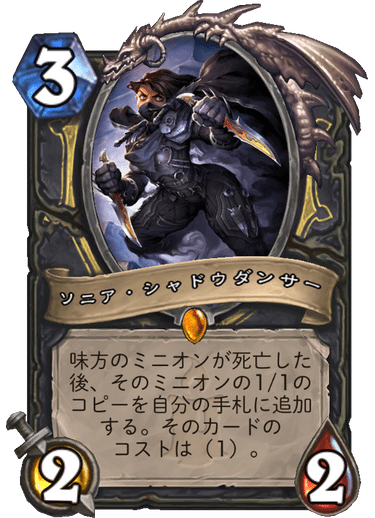 3
ソニア・シャドウダンサー
味方のミニオンが死亡した
後、そのミニオンの1/1の
コピーを自分の手札に追加
する。そのカードの
コストは（1）。
2
2